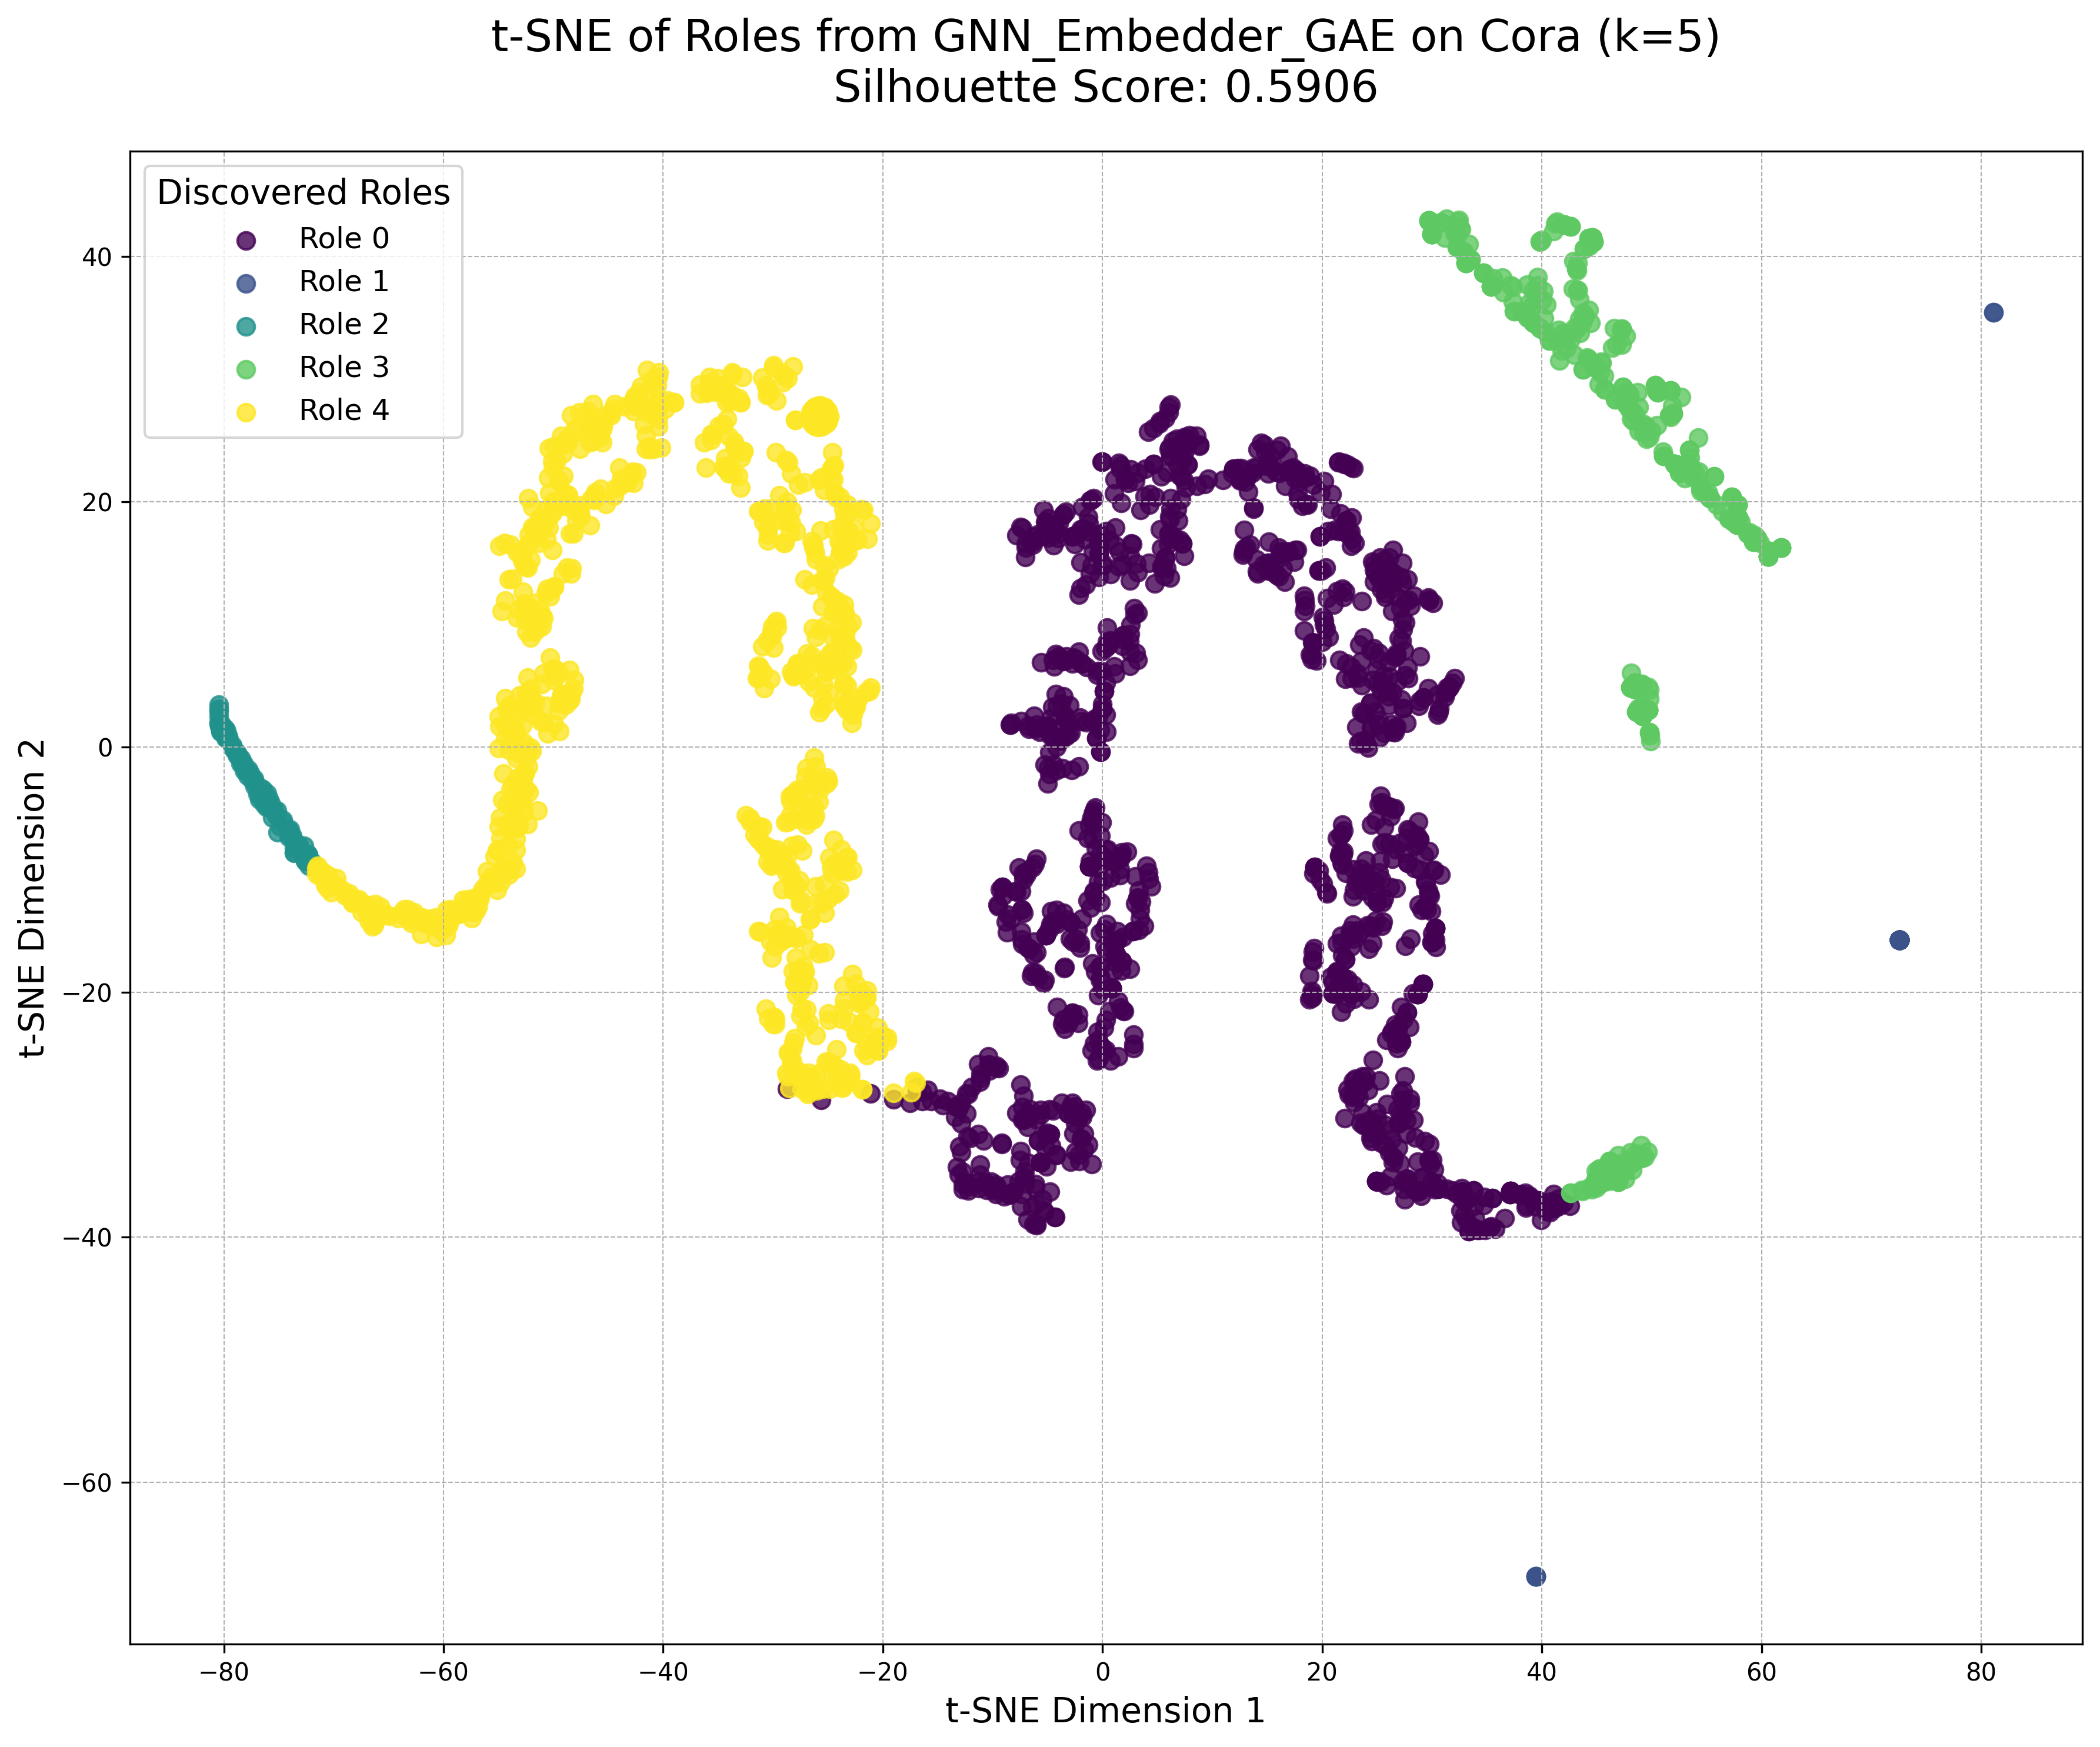 t-SNE of Roles from GNN_Embedder_GAE on Cora (k=5)
Silhouette Score: 0.5906
Discovered Roles
Role 0
Role 1
Role 2
Role 3
Role 4
t-SNE Dimension 2
40
20
0
−20
−40
−60
−80
−60
−40
−20
0
20
40
60
80
t-SNE Dimension 1